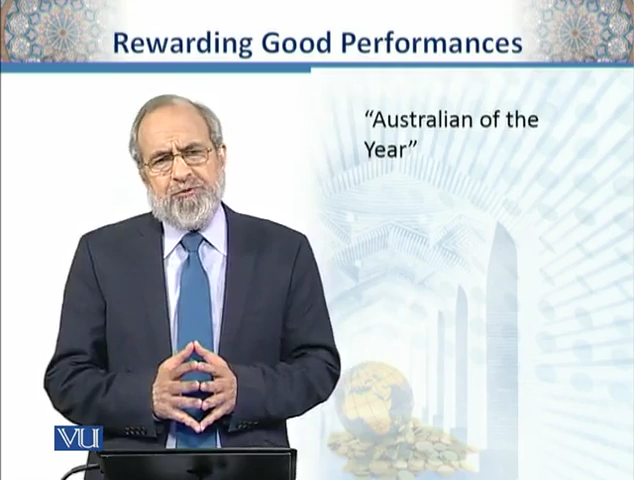 Rewarding Good Performances
“Australian of the
Year”
VU